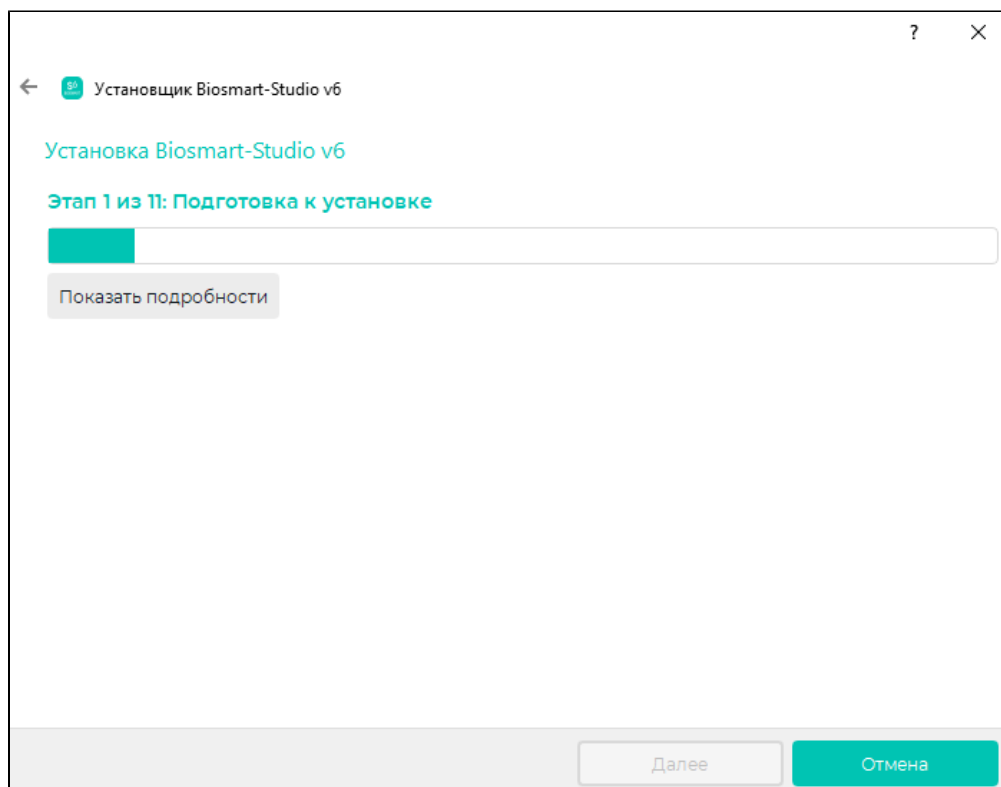 ?
Установщик Biosmart-Studio v6
Установка Biosmart-Studio v6
Этап 1 из 11: Подготовка к установке
Показать подробности
Далее
Отмена